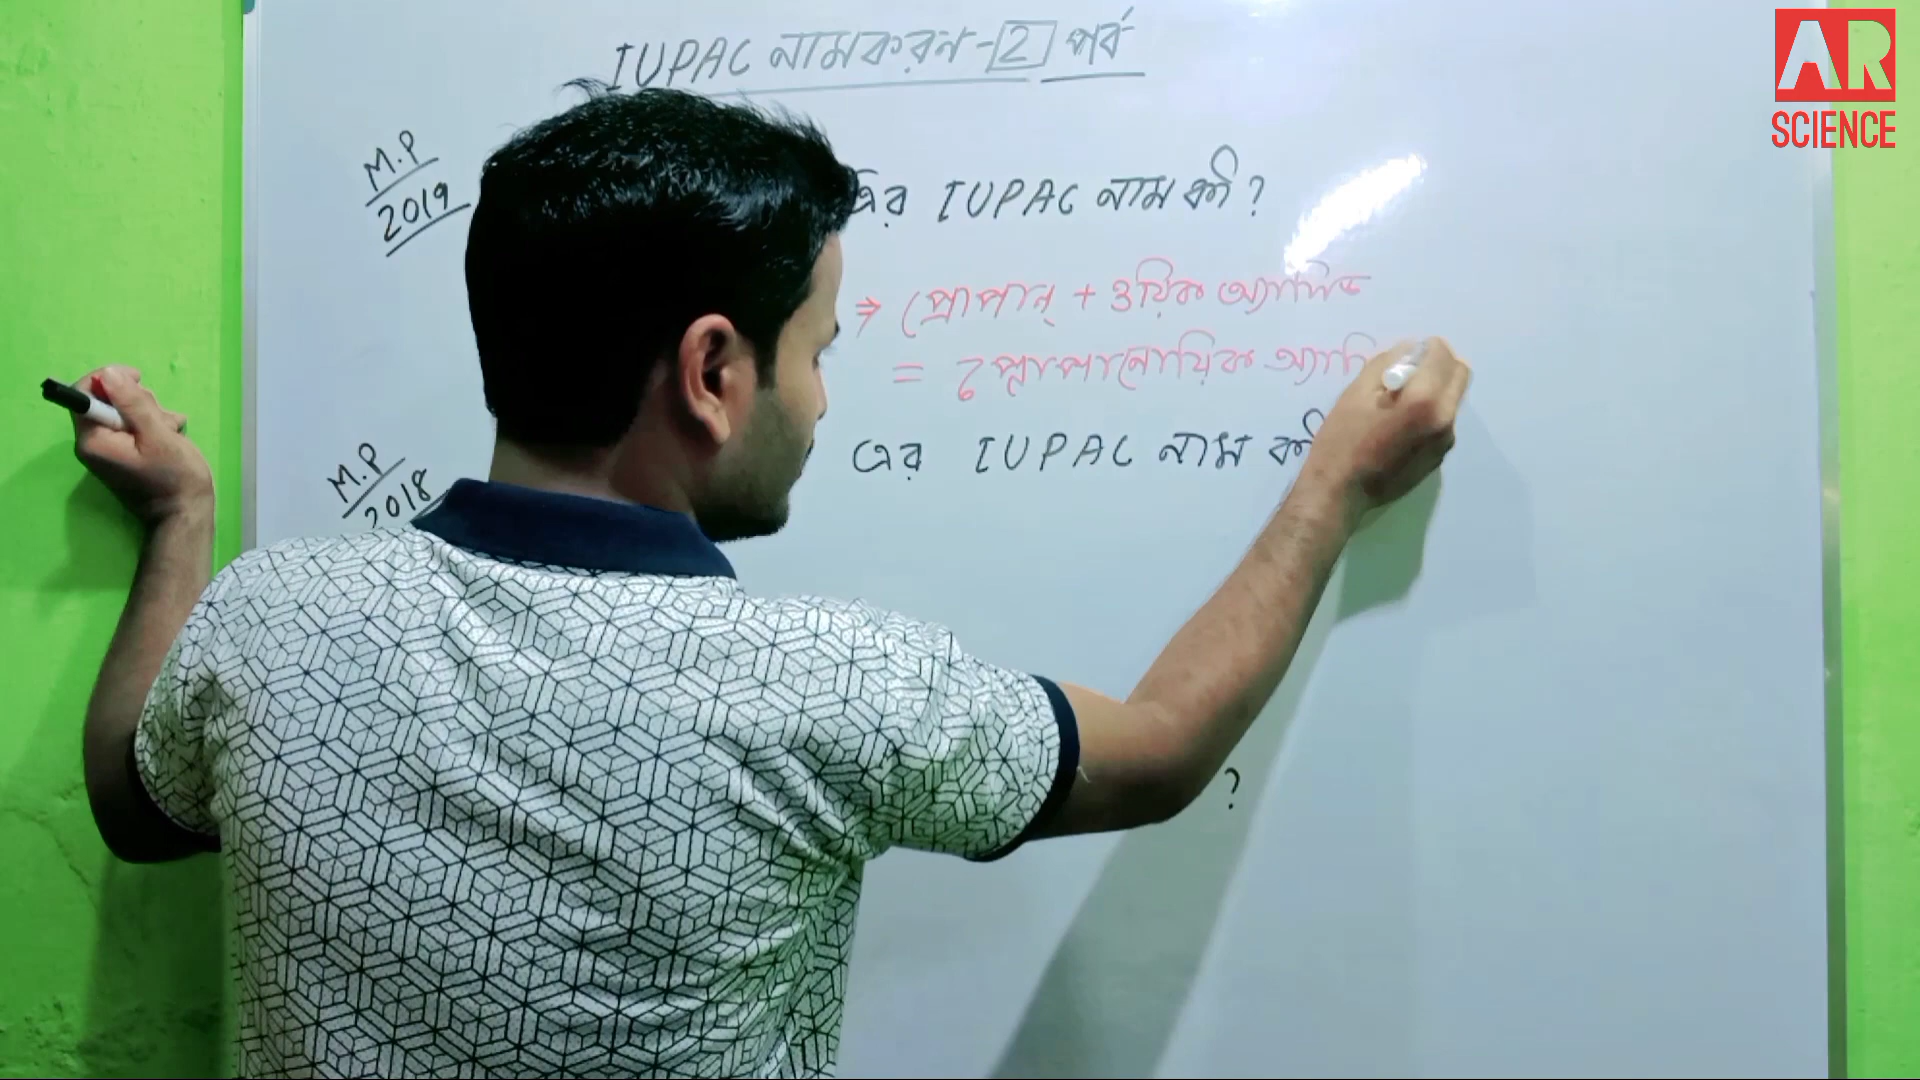 IUPAC নামকরন-2 পর্ব
AR
SCIENCE
M.P
2019
এর IUPAC নাম কী?
⇒ প্রোপান্ + ওয়িক অ্যাসিড
= প্রোপানোয়িক
M.P
2018
এর IUPAC নাম কী
?